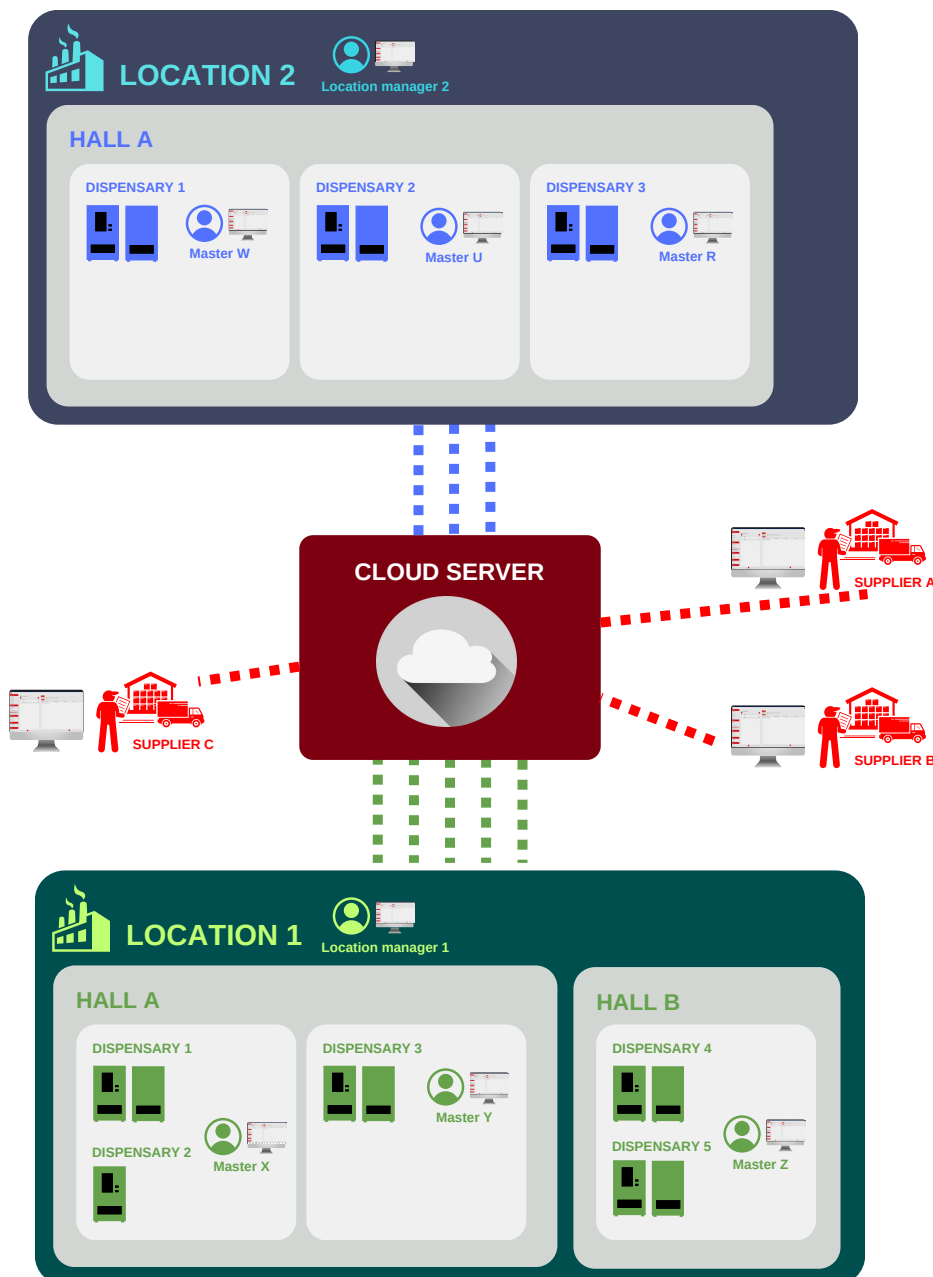 LOCATION 2
Location manager 2
HALL A
DISPENSARY 1
Master W
DISPENSARY 2
Master U
DISPENSARY 3
Master R
CLOUD SERVER
SUPPLIER A
SUPPLIER C
SUPPLIER B
LOCATION 1
Location manager 1
HALL A
DISPENSARY 1
DISPENSARY 2
Master X
DISPENSARY 3
Master Y
HALL B
DISPENSARY 4
DISPENSARY 5
Master Z